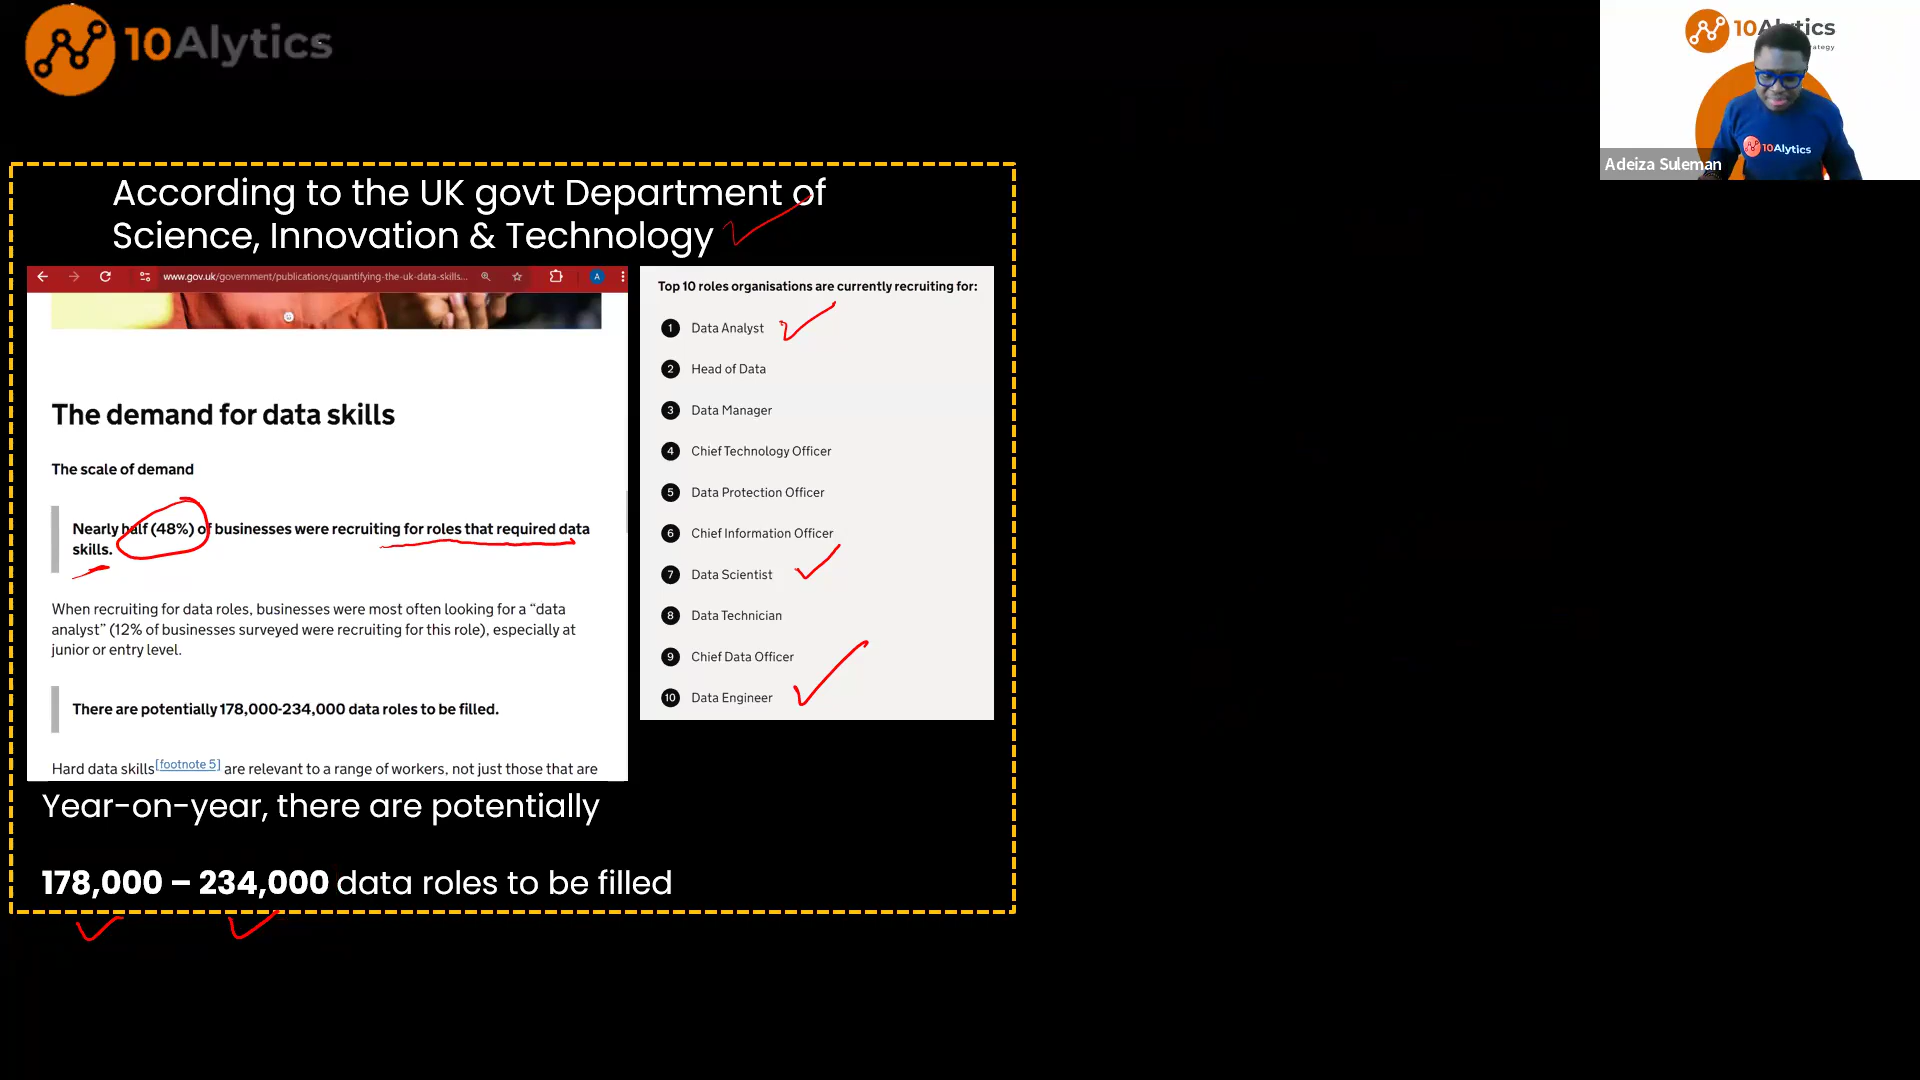 10Alytics
According to the UK govt Department of
Science, Innovation & Technology
www.gov.uk/government/publications/quantifying-the-uk-data-skills...
A
The demand for data skills
The scale of demand
Nearly half (48%) of businesses were recruiting for roles that required data
skills.
When recruiting for data roles, businesses were most often looking for a “data
analyst” (12% of businesses surveyed were recruiting for this role), especially at
junior or entry level.
There are potentially 178,000-234,000 data roles to be filled.
Hard data skills[footnote 5] are relevant to a range of workers, not just those that are
Top 10 roles organisations are currently recruiting for:
1 Data Analyst
2 Head of Data
3 Data Manager
4 Chief Technology Officer
5 Data Protection Officer
6 Chief Information Officer
7 Data Scientist
8 Data Technician
9 Chief Data Officer
10 Data Engineer
Year-on-year, there are potentially
178,000 – 234,000 data roles to be filled
10Alytics
10Alytics
Adeiza Suleman